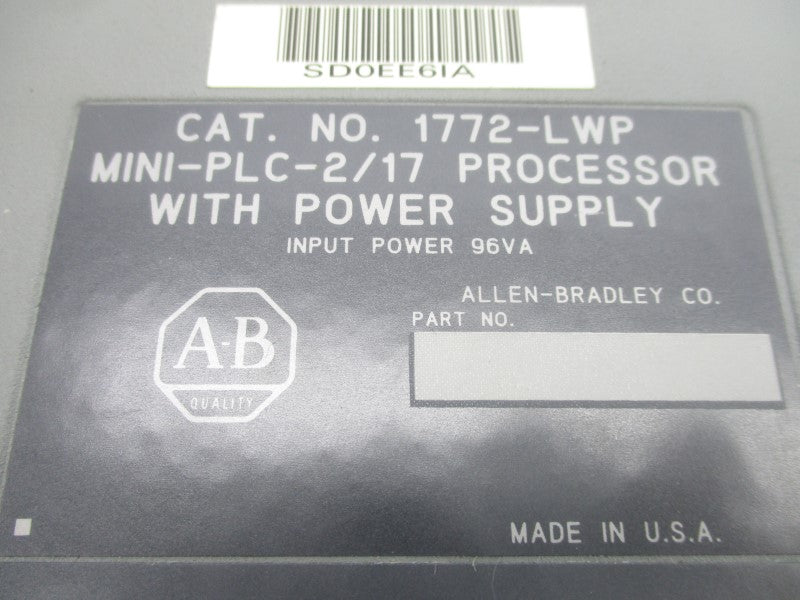 SD0EE61A
CAT. NO. 1772-LWP
MINI-PLC-2/17 PROCESSOR
WITH POWER SUPPLY
INPUT POWER 96VA
ALLEN-BRADLEY CO.
PART NO.
A-B
QUALITY
MADE IN U.S.A.